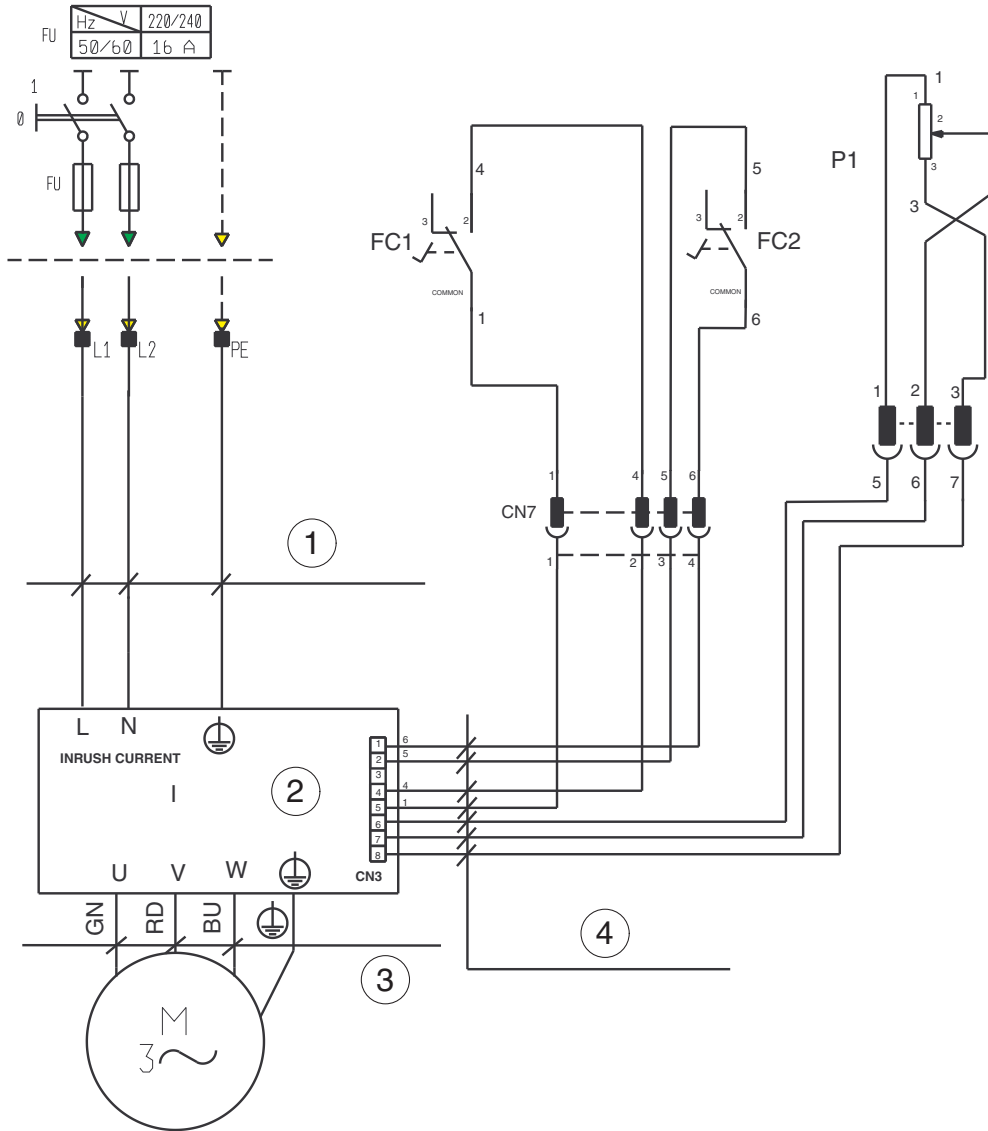 FU
Hz V 220/240
50/60 16 A
1
0
FU
L1 L2 PE
1
L N
INRUSH CURRENT
I
2
U V W
CN3
GN RD BU
3
M
3
4
4
3 2
FC1
COMMON
1
5
3 2
FC2
COMMON
6
1 4 5 6
CN7
1 2 3 4
1 6
2 5
3
4 4
5 1
6
7
8
P1
1
1
2
3
3
1 2 3
5 6 7